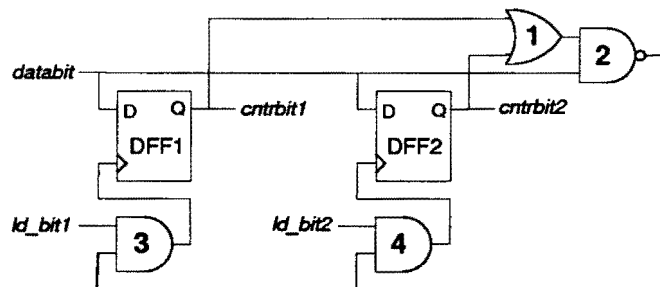 1
2
databit
D Q cntrbit1
DFF1
D Q cntrbit2
DFF2
ld_bit1
3
ld_bit2
4